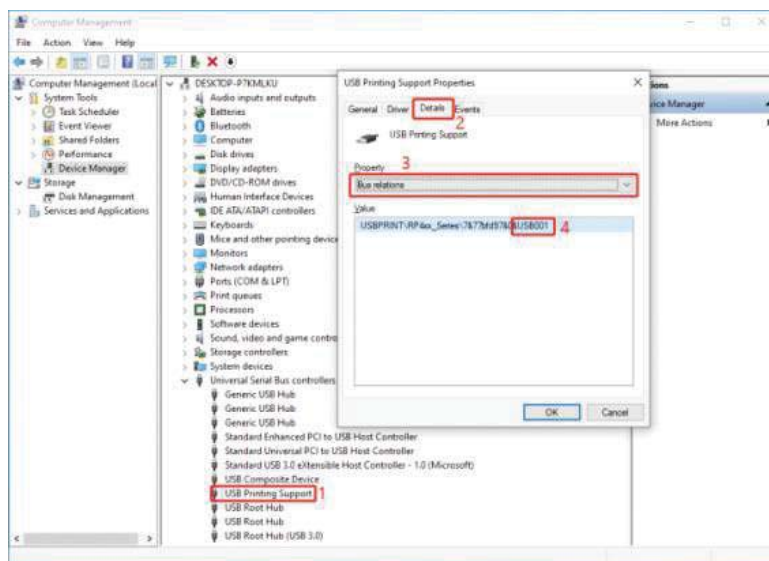 Computer Management
File Action View Help
Computer Management (Local
System Tools
Task Scheduler
Event Viewer
Shared Folders
Performance
Device Manager
Storage
Disk Management
Services and Applications
DESKTOP-P7KMLKU
Audio inputs and outputs
Batteries
Bluetooth
Computer
Disk drives
Display adapters
DVD/CD-ROM drives
Human Interface Devices
IDE ATA/ATAPI controllers
Keyboards
Mice and other pointing device
Monitors
Network adapters
Ports (COM & LPT)
Print queues
Processors
Software devices
Sound, video and game contro
Storage controllers
System devices
Universal Serial Bus controllers
Generic USB Hub
Generic USB Hub
Generic USB Hub
Standard Enhanced PCI to USB Host Controller
Standard Universal PCI to USB Host Controller
Standard USB 3.0 eXtensible Host Controller - 1.0 (Microsoft)
USB Composite Device
USB Printing Support 1
USB Root Hub
USB Root Hub
USB Root Hub (USB 3.0)
USB Printing Support Properties
General Driver Details Events
2
USB Printing Support
Property 3
Bus relations
Value
USB001 4
OK Cancel
ions
vice Manager
More Actions